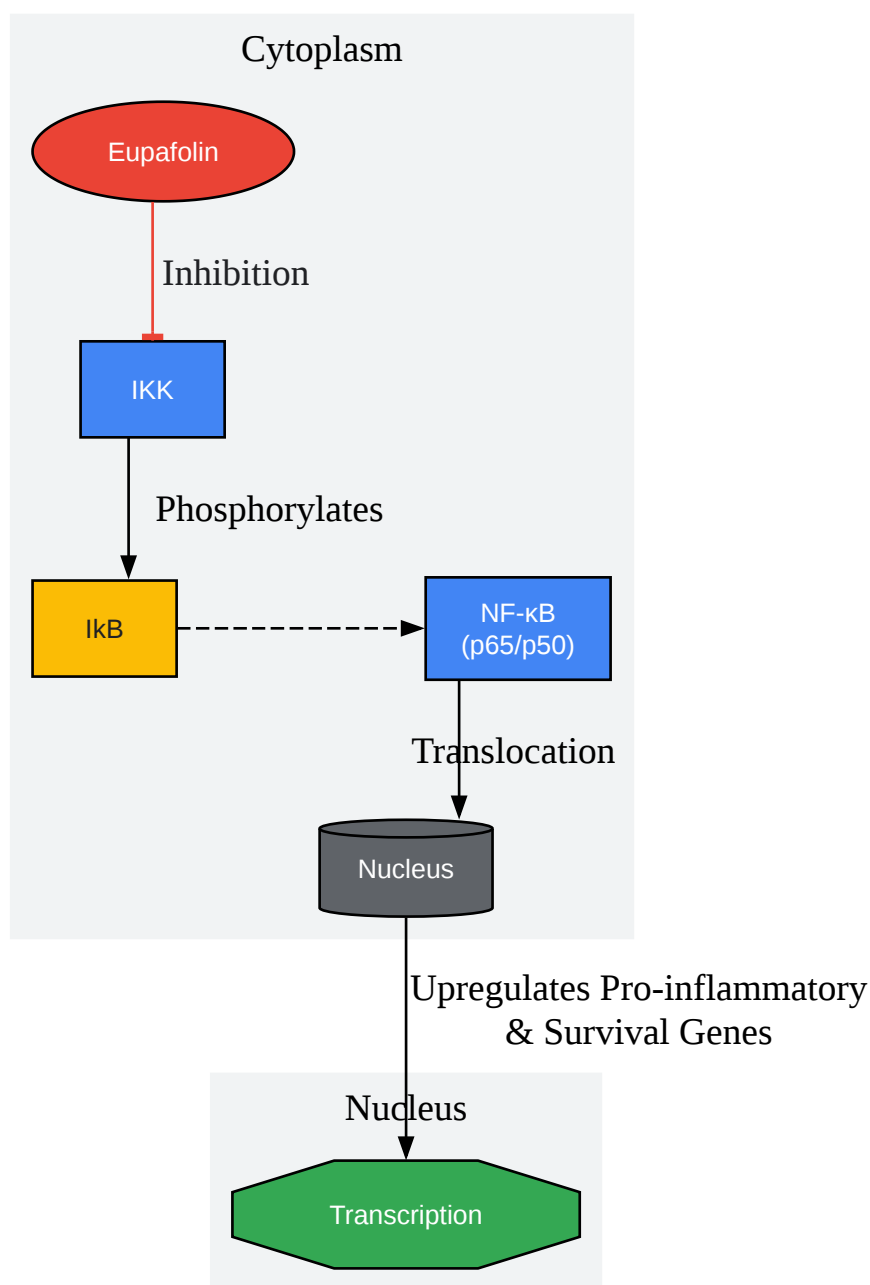 Cytoplasm
Eupafolin
Inhibition
IKK
Phosphorylates
IkB
NF-κB
(p65/p50)
Translocation
Nucleus
Upregulates Pro-inflammatory
& Survival Genes
Nucleus
Transcription